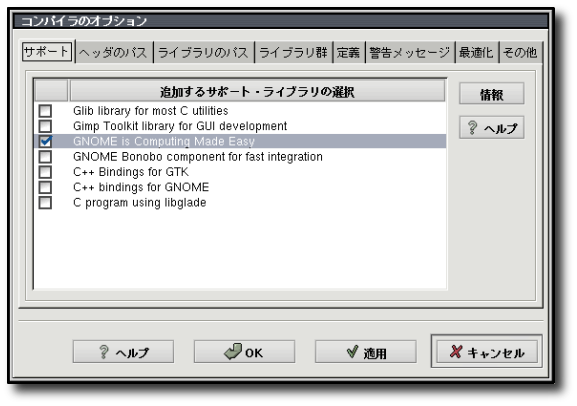 コンパイラのオプション
サポート ヘッダのパス ライブラリのパス ライブラリ群 定義 警告メッセージ 最適化 その他
追加するサポート・ライブラリの選択
情報
Glib library for most C utilities
Gimp Toolkit library for GUI development
? ヘルプ
GNOME is Computing Made Easy
GNOME Bonobo component for fast integration
C++ Bindings for GTK
C++ bindings for GNOME
C program using libglade
? ヘルプ OK 適用 キャンセル